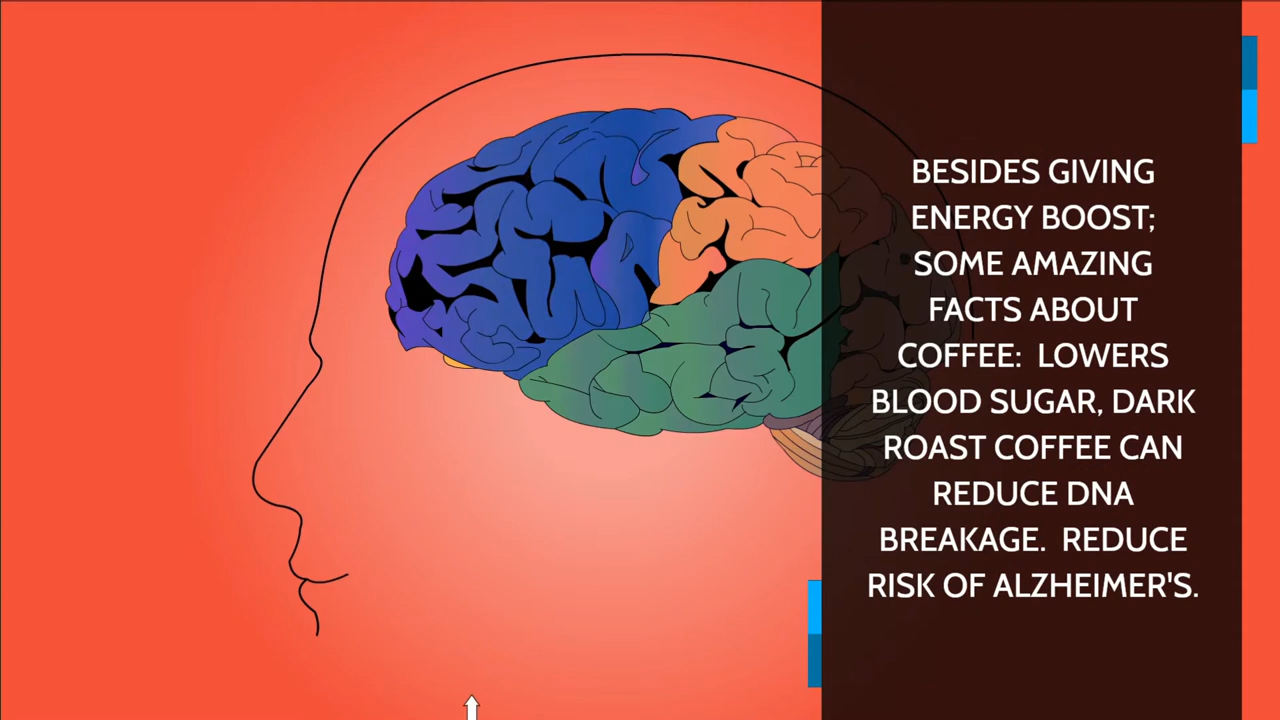 BESIDES GIVING
ENERGY BOOST;
SOME AMAZING
FACTS ABOUT
COFFEE:  LOWERS
BLOOD SUGAR, DARK
ROAST COFFEE CAN
REDUCE DNA
BREAKAGE.  REDUCE
RISK OF ALZHEIMER'S.